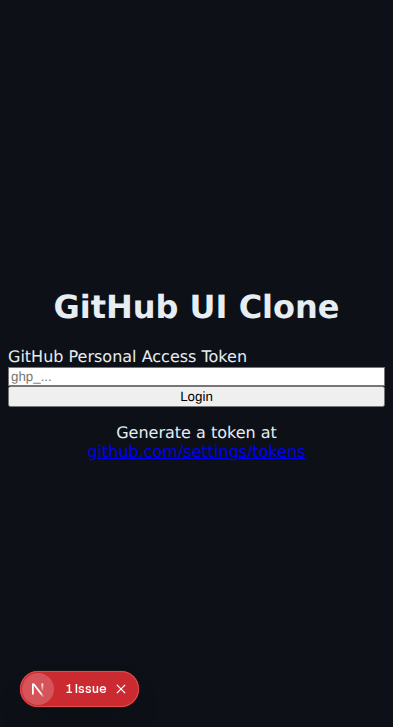 GitHub UI Clone
GitHub Personal Access Token
ghp_...
Login
Generate a token at
github.com/settings/tokens
N 1 Issue